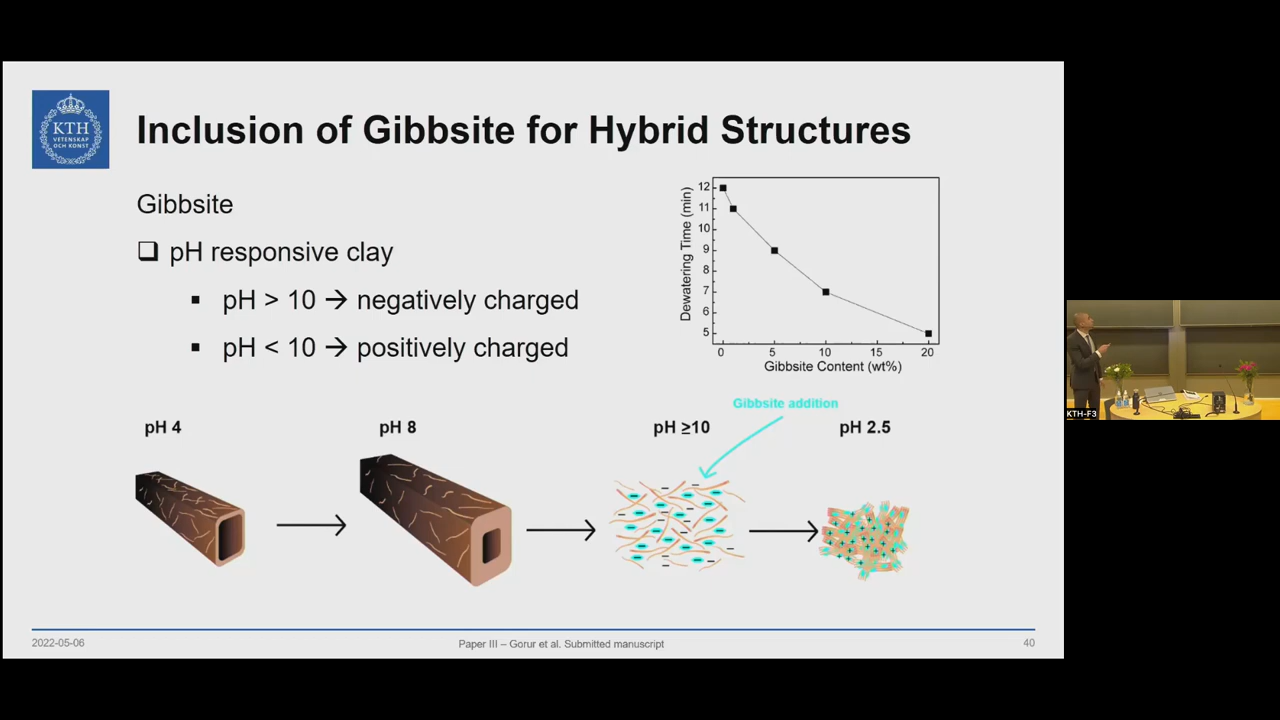 KTH
VETENSKAP
OCH KONST
Inclusion of Gibbsite for Hybrid Structures
Gibbsite
❑ pH responsive clay
▪ pH > 10 → negatively charged
▪ pH < 10 → positively charged
Dewatering Time (min)
12
11
10
9
8
7
6
5
0 5 10 15 20
Gibbsite Content (wt%)
Gibbsite addition
pH 4
pH 8
pH ≥10
pH 2.5
2022-05-06
Paper III – Gorur et al. Submitted manuscript
40
KTH-F3